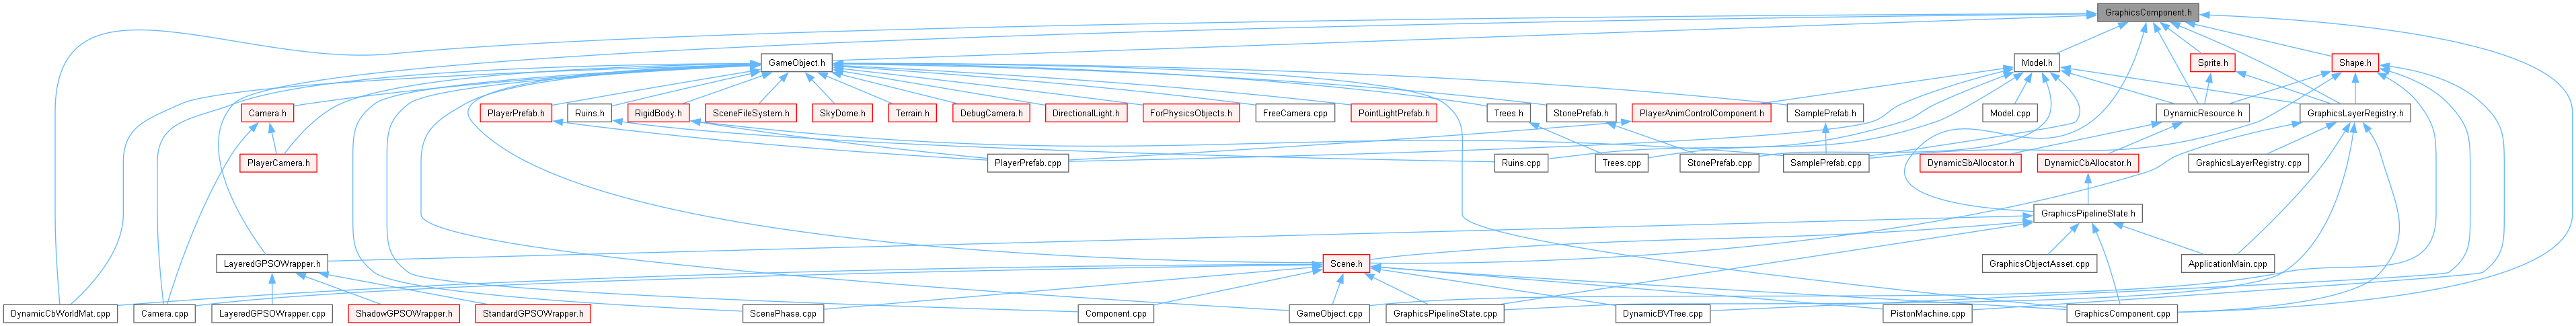 GraphicsComponent.h
GameObject.h
Model.h
Sprite.h
Shape.h
Camera.h
PlayerPrefab.h
Ruins.h
RigidBody.h
SceneFileSystem.h
SkyDome.h
Terrain.h
DebugCamera.h
DirectionalLight.h
ForPhysicsObjects.h
FreeCamera.cpp
PointLightPrefab.h
Trees.h
StonePrefab.h
PlayerAnimControlComponent.h
SamplePrefab.h
Model.cpp
DynamicResource.h
GraphicsLayerRegistry.h
PlayerCamera.h
PlayerPrefab.cpp
Ruins.cpp
Trees.cpp
StonePrefab.cpp
SamplePrefab.cpp
DynamicSbAllocator.h
DynamicCbAllocator.h
GraphicsLayerRegistry.cpp
GraphicsPipelineState.h
LayeredGPSOWrapper.h
Scene.h
GraphicsObjectAsset.cpp
ApplicationMain.cpp
DynamicCbWorldMat.cpp
Camera.cpp
LayeredGPSOWrapper.cpp
ShadowGPSOWrapper.h
StandardGPSOWrapper.h
ScenePhase.cpp
Component.cpp
GameObject.cpp
GraphicsPipelineState.cpp
DynamicBVTree.cpp
PistonMachine.cpp
GraphicsComponent.cpp